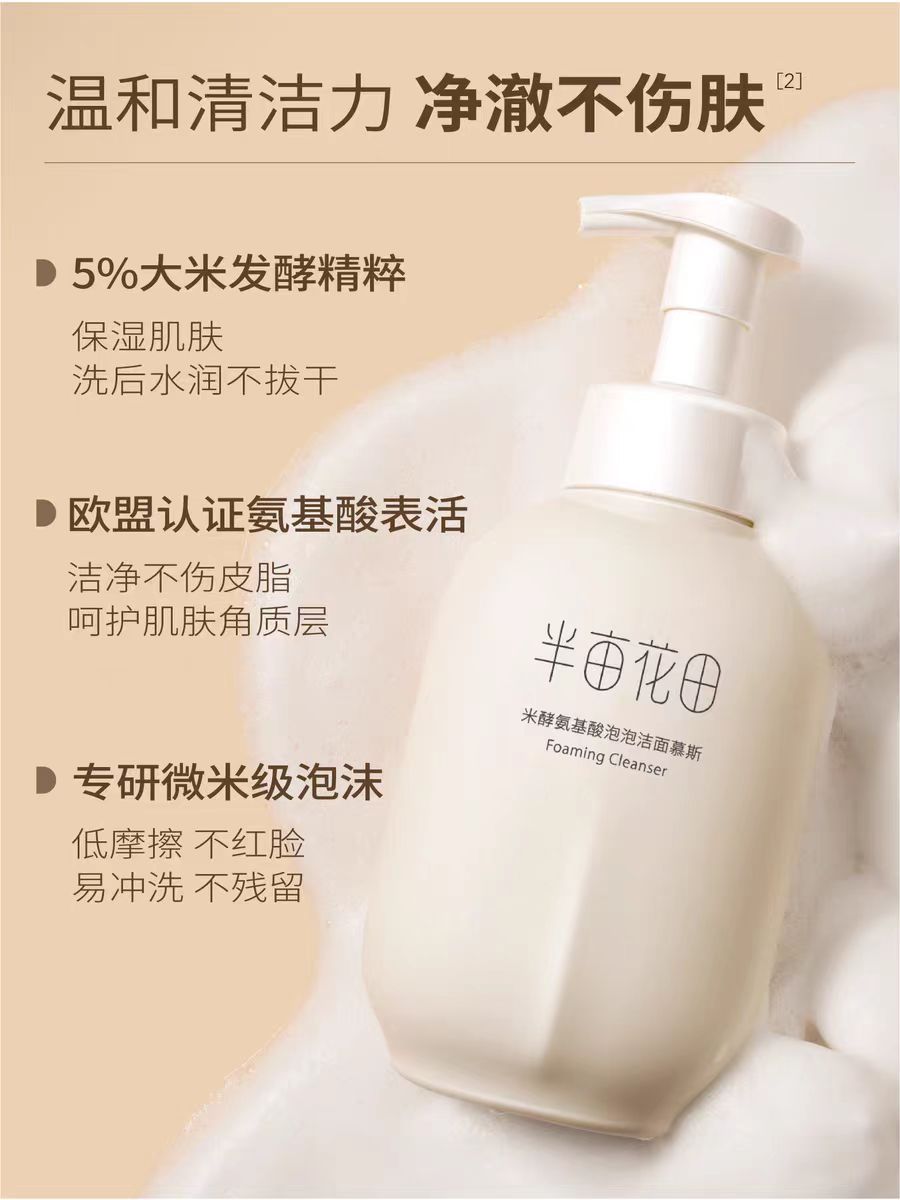 温和清洁力 净澈不伤肤[2]
5%大米发酵精粹
保湿肌肤
洗后水润不拔干
欧盟认证氨基酸表活
洁净不伤皮脂
呵护肌肤角质层
专研微米级泡沫
低摩擦 不红脸
易冲洗 不残留
半亩花田
米酵氨基酸泡泡洁面慕斯
Foaming Cleanser